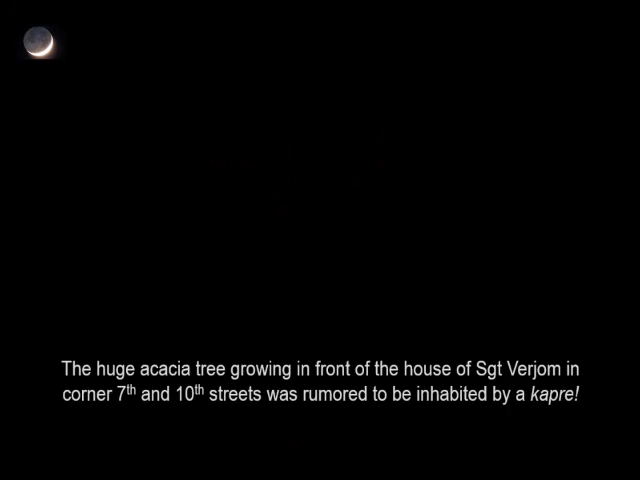 The huge acacia tree growing in front of the house of Sgt Verjom in
corner 7th and 10th streets was rumored to be inhabited by a kapre!